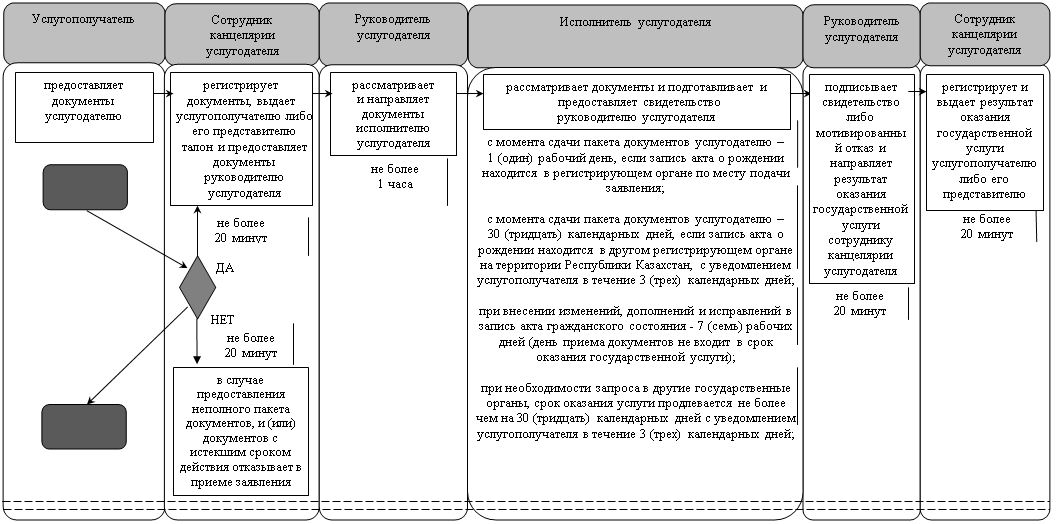 Услугополучатель
Сотрудник
канцелярии
услугодателя
Руководитель
услугодателя
Исполнитель услугодателя
Руководитель
услугодателя
Сотрудник
канцелярии
услугодателя
предоставляет
документы
услугодателю
регистрирует
документы, выдает
услугополучателю либо
его представителю
талон и предоставляет
документы
руководителю
услугодателя
не более
20 минут
ДА
НЕТ
не более
20 минут
в случае
предоставления
неполного пакета
документов, и (или)
документов с
истекшим сроком
действия отказывает в
приеме заявления
рассматривает
и направляет
документы
исполнителю
услугодателя
не более
1 часа
рассматривает документы и подготавливает и
предоставляет свидетельство
руководителю услугодателя
с момента сдачи пакета документов услугодателю –
1 (один) рабочий день, если запись акта о рождении
находится в регистрирующем органе по месту подачи
заявления;
с момента сдачи пакета документов услугодателю –
30 (тридцать) календарных дней, если запись акта о
рождении находится в другом регистрирующем органе
на территории Республики Казахстан, с уведомлением
услугополучателя в течение 3 (трех) календарных дней;
при внесении изменений, дополнений и исправлений в
запись акта гражданского состояния - 7 (семь) рабочих
дней (день приема документов не входит в срок
оказания государственной услуги);
при необходимости запроса в другие государственные
органы, срок оказания услуги продлевается не более
чем на 30 (тридцать) календарных дней с уведомлением
услугополучателя в течение 3 (трех) календарных дней;
подписывает
свидетельство
либо
мотивированны
й отказ и
направляет
результат
оказания
государственной
услуги
сотруднику
канцелярии
услугодателя
не более
20 минут
регистрирует и
выдает результат
оказания
государственной
услуги
услугополучателю
либо его
представителю
не более
20 минут